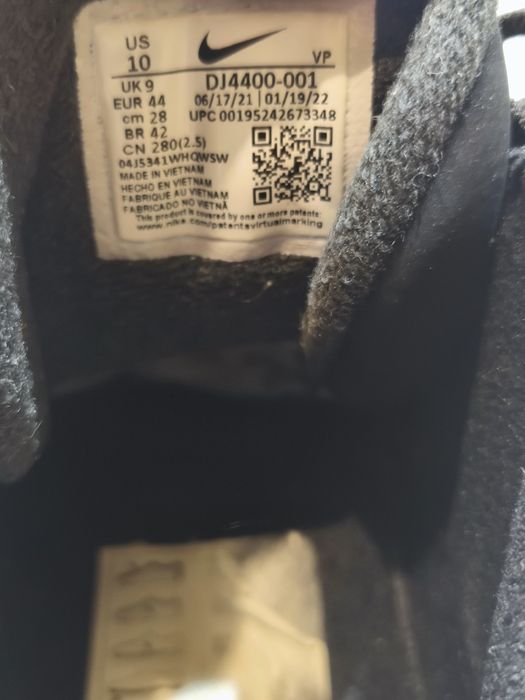 US
10
VP
UK 9
DJ4400-001
EUR 44
06/17/21 | 01/19/22
cm 28
UPC 00195242673348
BR 42
CN 280(2.5)
04J5341WHQWSW
MADE IN VIETNAM
HECHO EN VIETNAM
FABRIQUE AU VIETNAM
FABRICADO NO VIETNÃ
This product is covered by one or more patents:
www.nike.com/patentsvirtualmarking